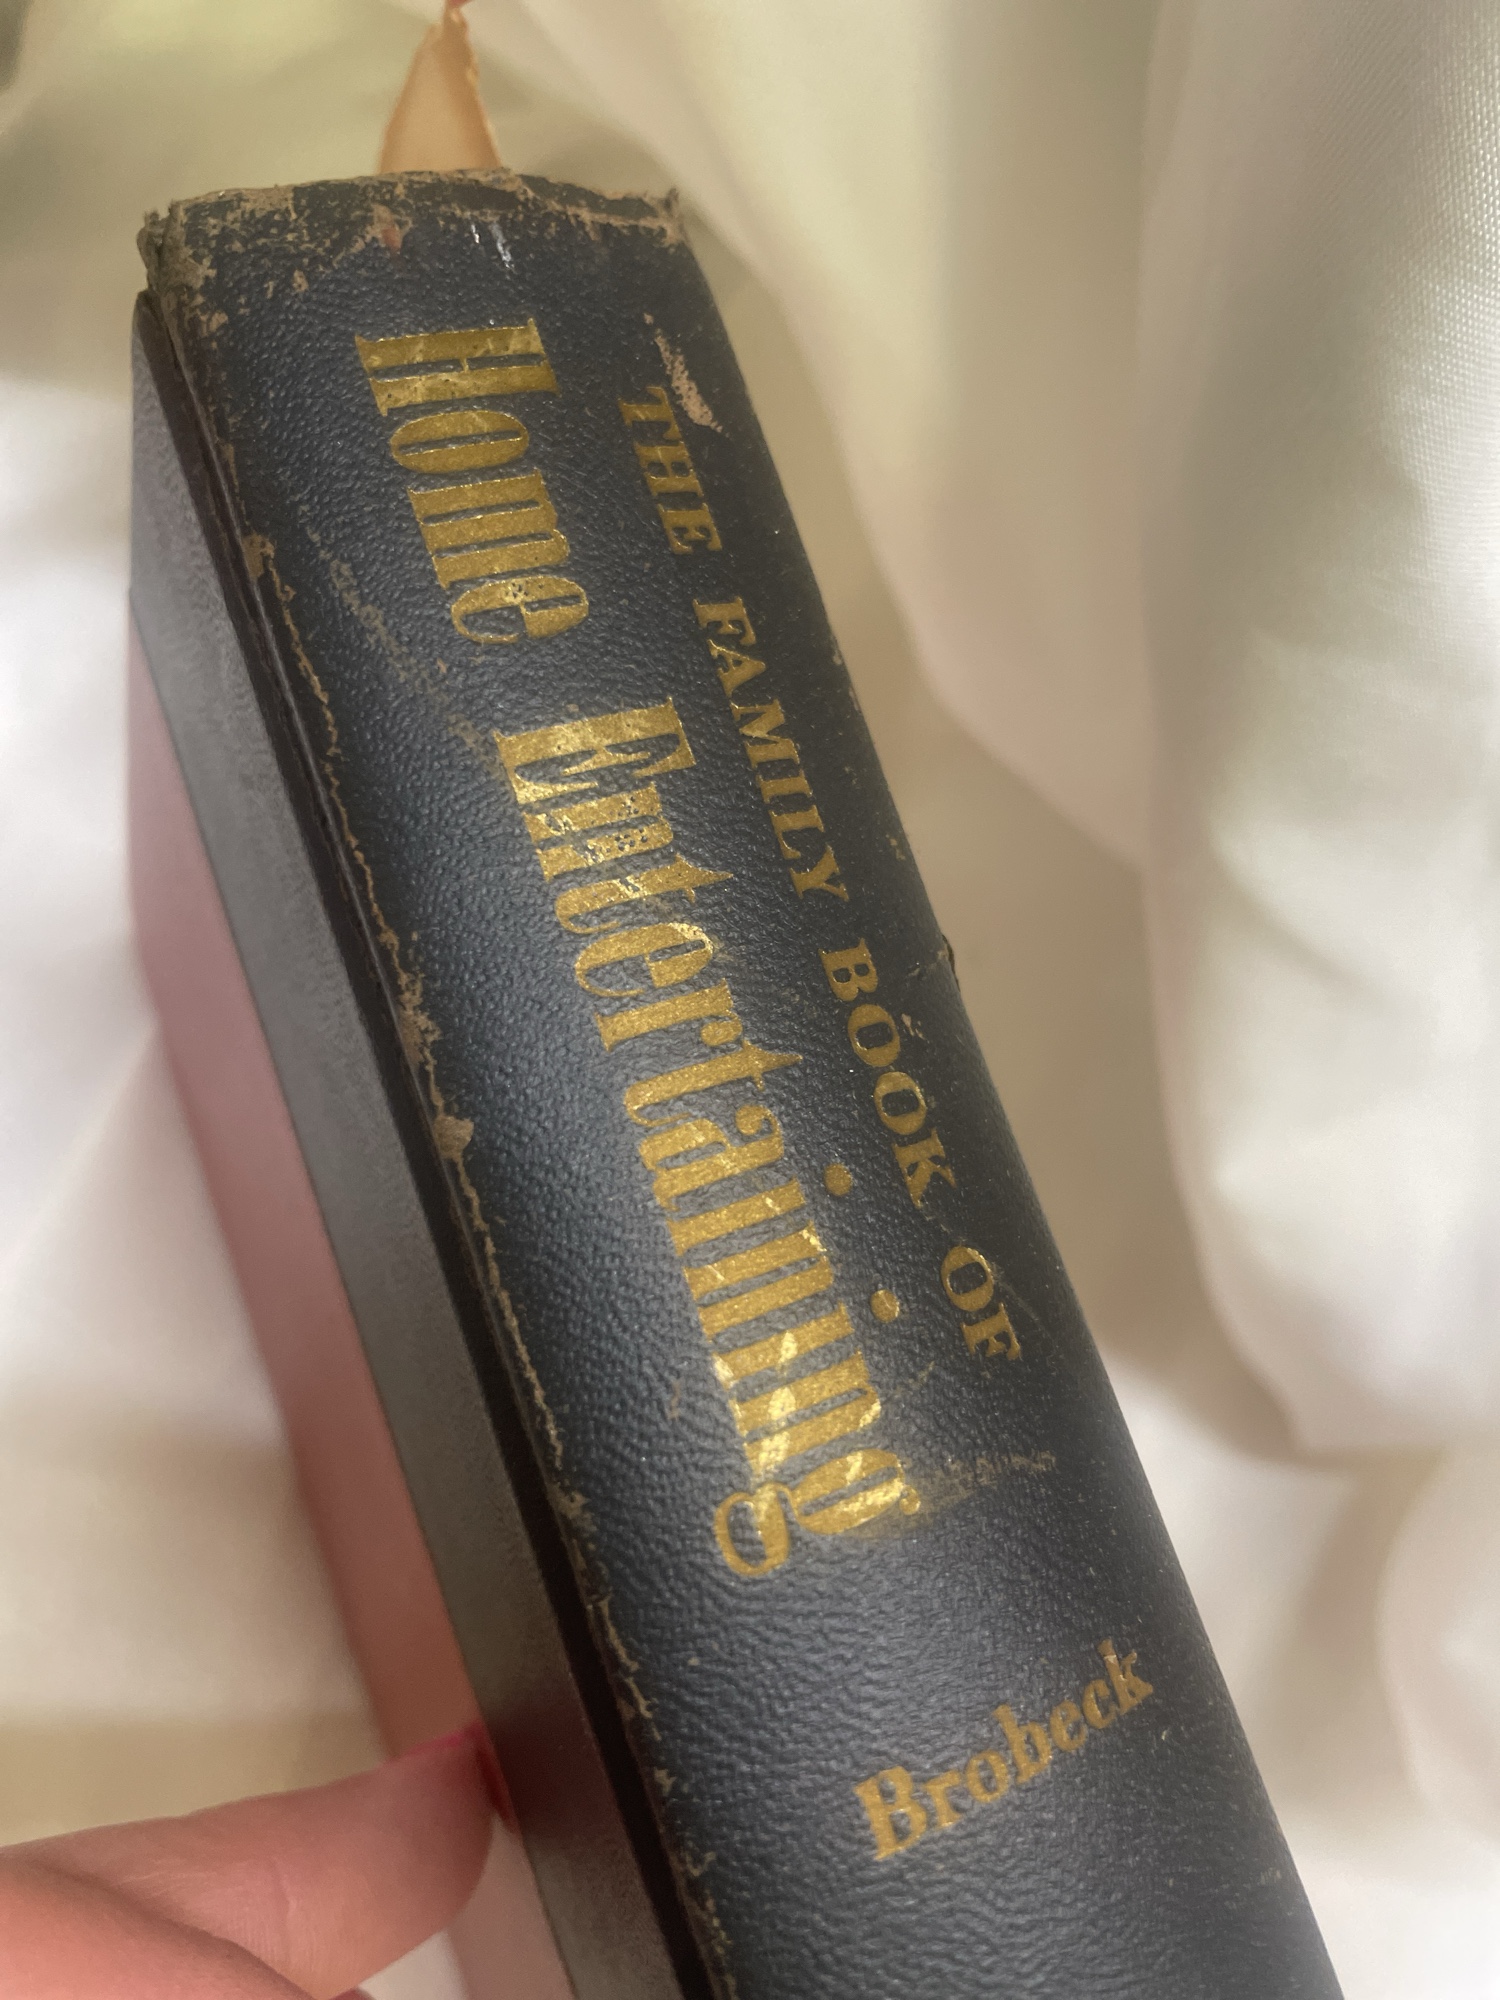 THE FAMILY BOOK OF
Home Entertaining
Brobeck